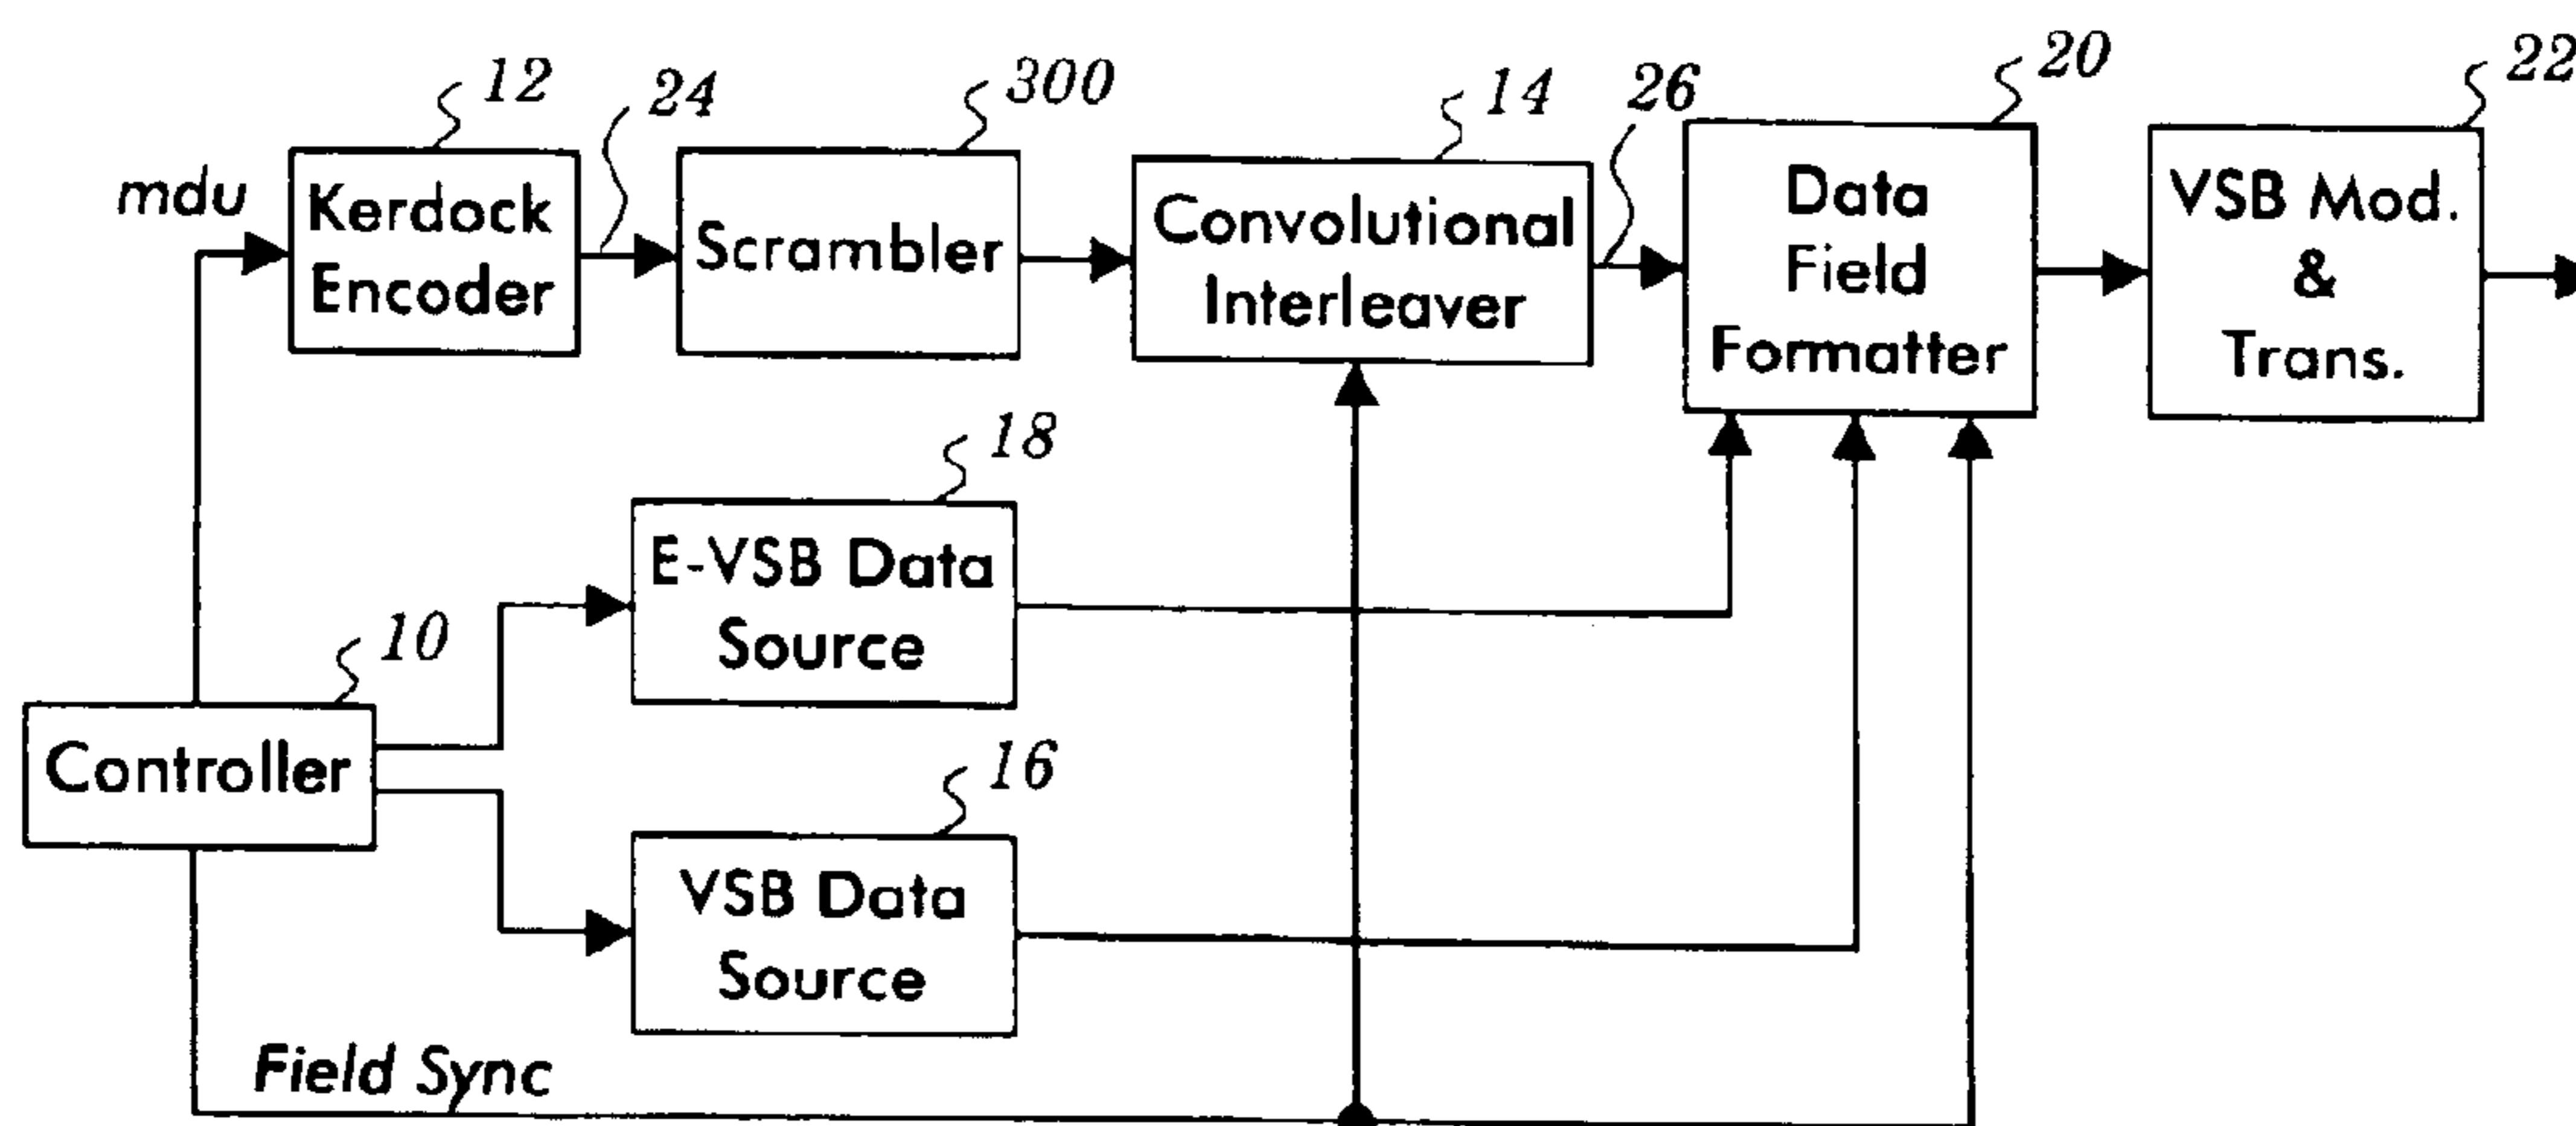 12
24
300
14
26
20
22
mdu
Kerdock
Encoder
Scrambler
Convolutional
Interleaver
Data
Field
Formatter
VSB Mod.
&
Trans.
18
E-VSB Data
Source
10
Controller
16
VSB Data
Source
Field Sync